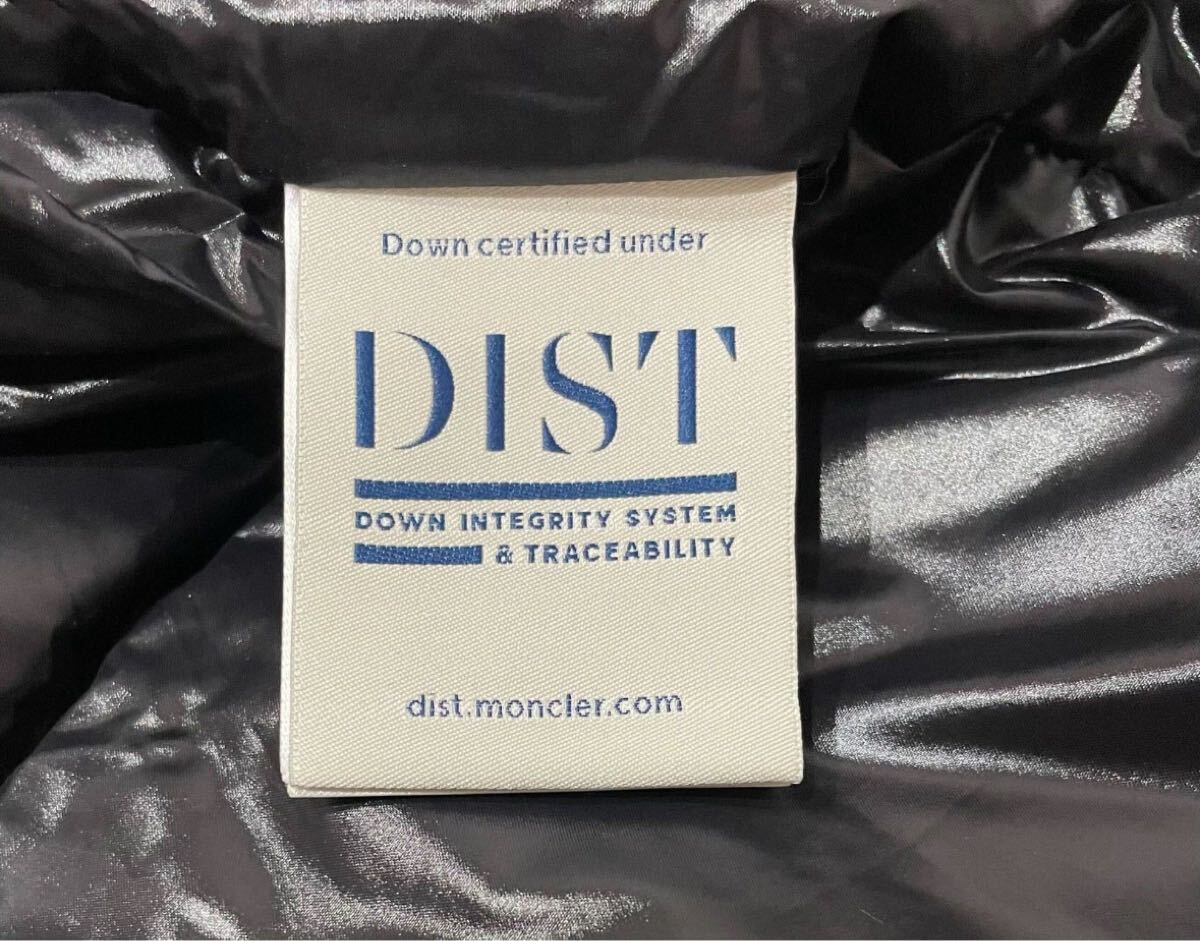 Down certified under
DIST
DOWN INTEGRITY SYSTEM
& TRACEABILITY
dist.moncler.com